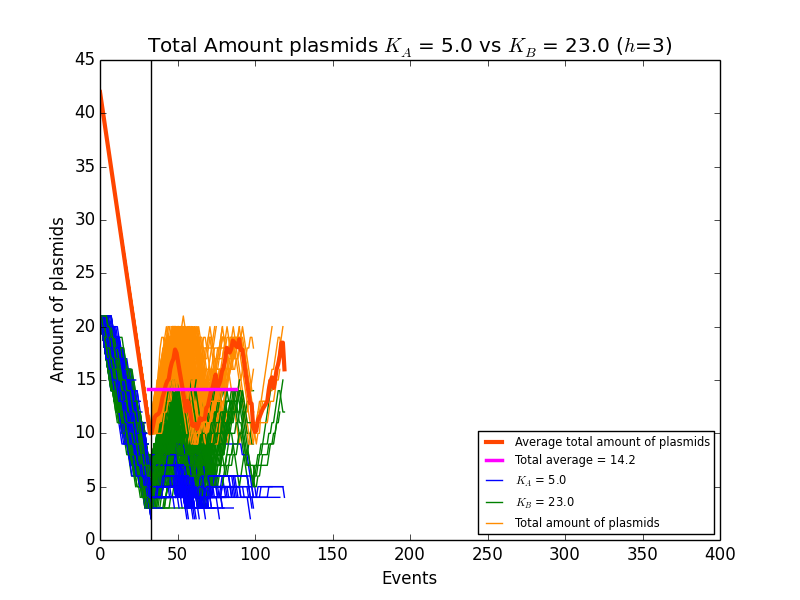 Total Amount plasmids K_A = 5.0 vs K_B = 23.0 (h=3)
45
40
35
30
25
20
15
10
5
0
Amount of plasmids
0 50 100 150 200 250 300 350 400
Events
Average total amount of plasmids
Total average = 14.2
K_A = 5.0
K_B = 23.0
Total amount of plasmids